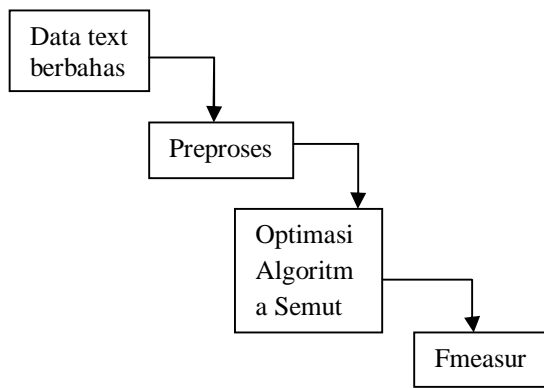 Data text
berbahas
Preproses
Optimasi
Algoritm
a Semut
Fmeasur